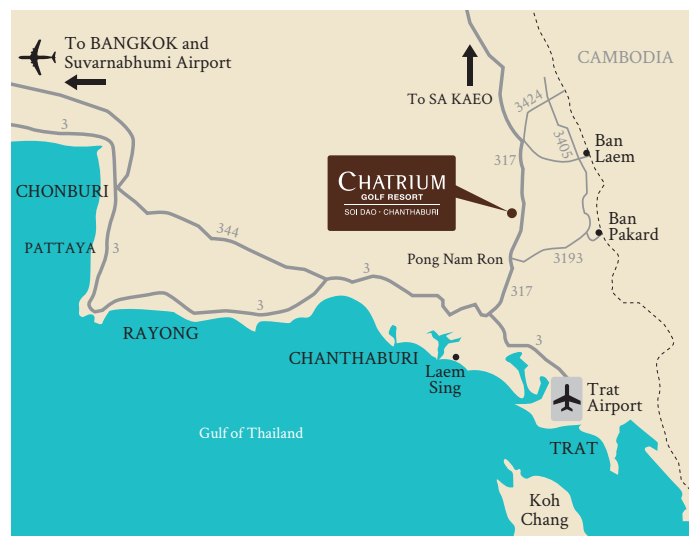 To BANGKOK and
Suvarnabhumi Airport
CAMBODIA
To SA KAEO
3424
3
3405
Ban
Laem
317
CHATRIUM
GOLF RESORT
SOI DAO · CHANTHABURI
CHONBURI
Ban
Pakard
344
PATTAYA
3
3193
Pong Nam Ron
3
317
3
RAYONG
3
CHANTHABURI
Laem
Sing
Trat
Airport
Gulf of Thailand
TRAT
Koh
Chang